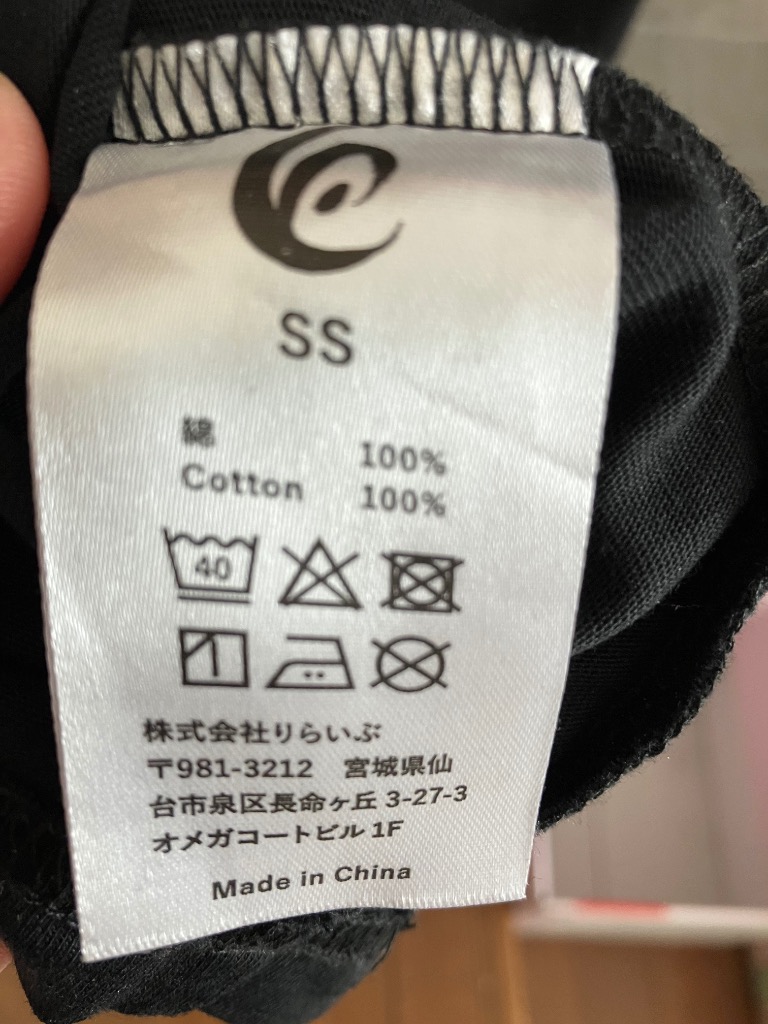 SS
綿 100%
Cotton 100%
40
株式会社りらいぶ
〒981-3212 宮城県仙
台市泉区長命ヶ丘 3-27-3
オメガコートビル 1F
Made in China